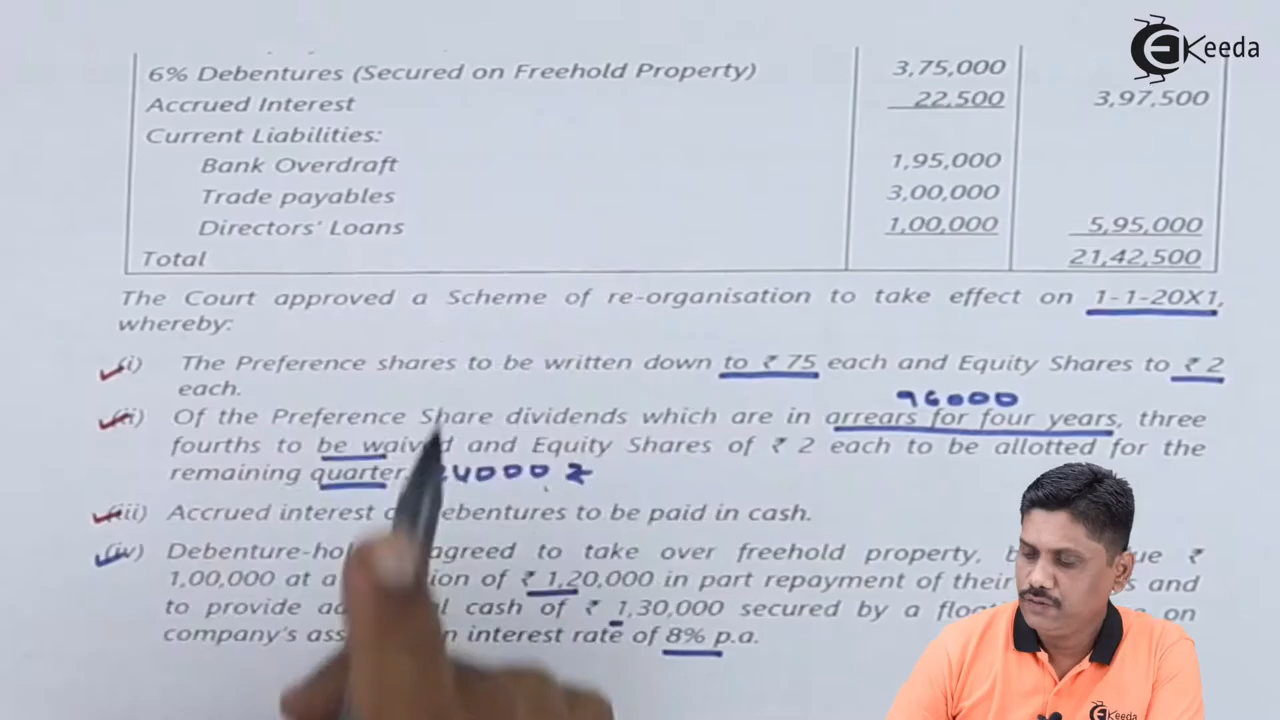 Keeda
6% Debentures (Secured on Freehold Property) 3,75,000
Accrued Interest 22,500 3,97,500
Current Liabilities:
Bank Overdraft 1,95,000
Trade payables 3,00,000
Directors' Loans 1,00,000 5,95,000
Total 21,42,500
The Court approved a Scheme of re-organisation to take effect on 1-1-20X1,
whereby:
(i) The Preference shares to be written down to ₹ 75 each and Equity Shares to ₹ 2
each.
96000
(ii) Of the Preference Share dividends which are in arrears for four years, three
fourths to be waived and Equity Shares of ₹ 2 each to be allotted for the
remaining quarter 4000 ₹
(iii) Accrued interest debentures to be paid in cash.
(iv) agreed to take over freehold property, ₹
1,00,000 at a of ₹ 1,20,000 in part repayment of their and
to provide cash of ₹ 1,30,000 secured by a on
company's interest rate of 8% p.a.
Keeda